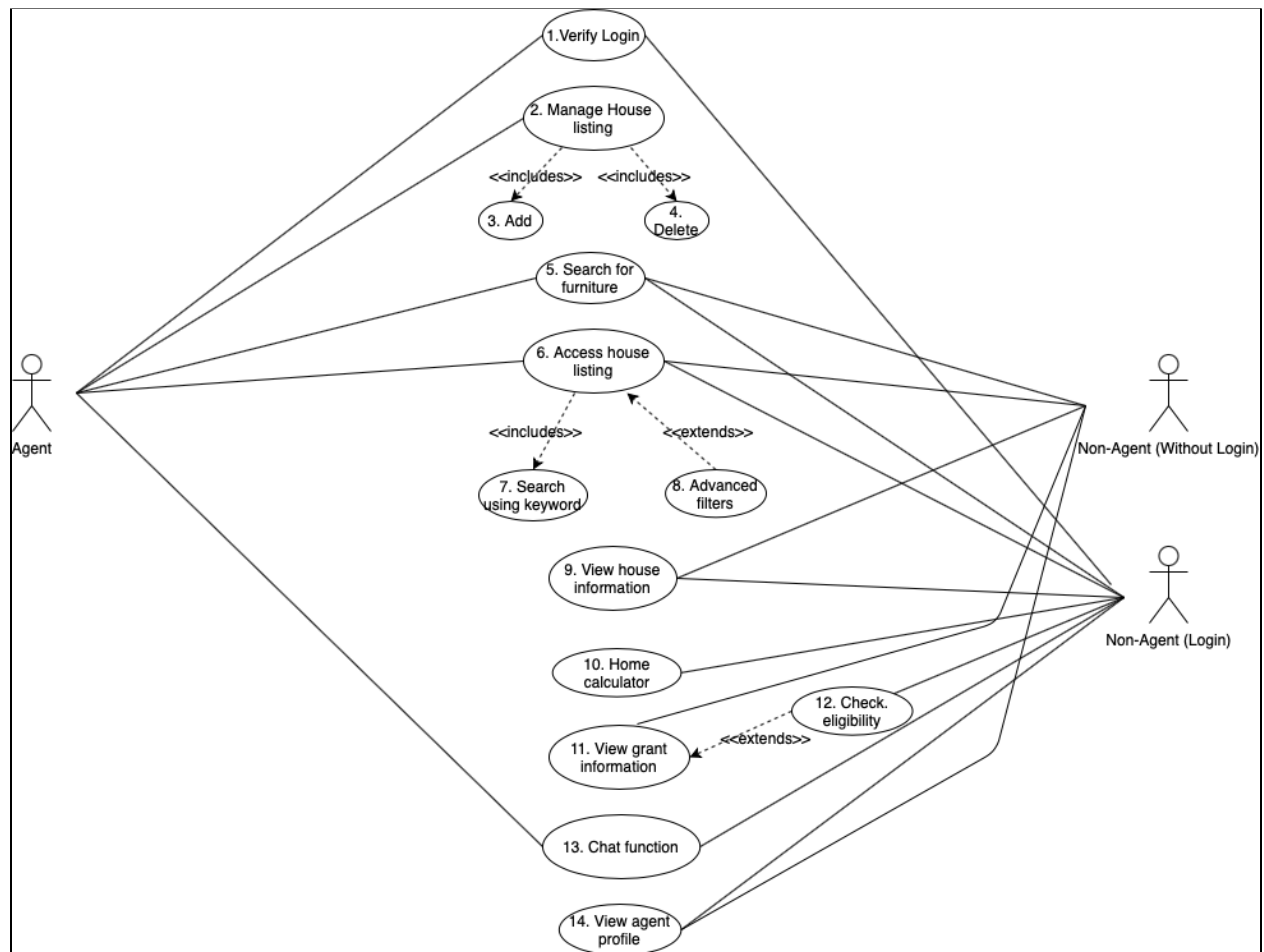 1.Verify Login
2. Manage House
listing
<<includes>>
<<includes>>
3. Add
4.
Delete
5. Search for
furniture
6. Access house
listing
Agent
Non-Agent (Without Login)
<<includes>>
<<extends>>
7. Search
using keyword
8. Advanced
filters
9. View house
information
Non-Agent (Login)
10. Home
calculator
12. Check.
eligibility
<<extends>>
11. View grant
information
13. Chat function
14. View agent
profile